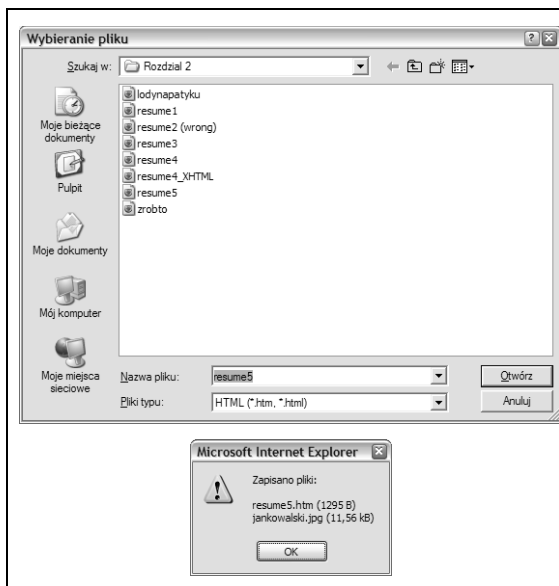 Wybieranie pliku
Szukaj w: Rozdzial 2
lodynapatyku
resume1
resume2 (wrong)
resume3
resume4
resume4_XHTML
resume5
zrobto
Moje bieżące
dokumenty
Pulpit
Moje dokumenty
Mój komputer
Moje miejsca
sieciowe
Nazwa pliku: resume5 Otwórz
Pliki typu: HTML (*.htm, *.html) Anuluj
Microsoft Internet Explorer
Zapisano pliki:
resume5.htm (1295 B)
jankowalski.jpg (11,56 kB)
OK